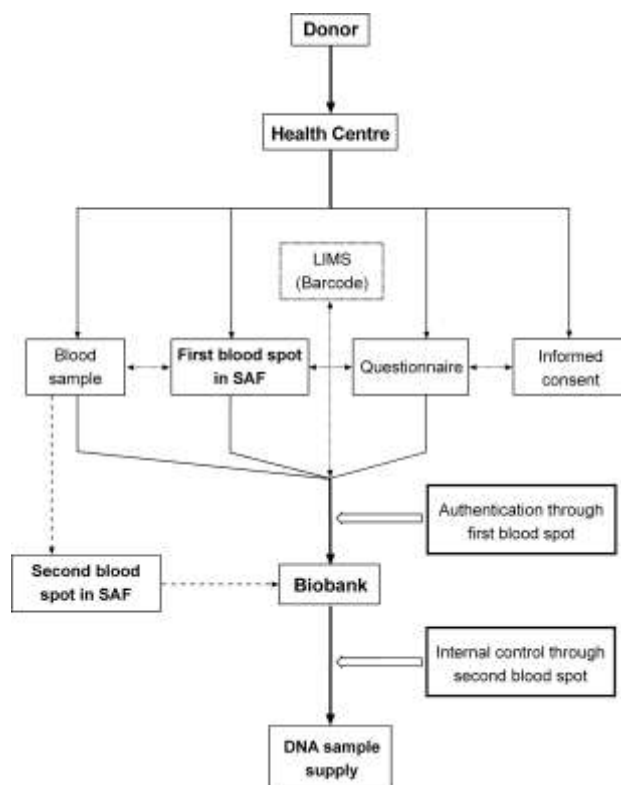 Donor
Health Centre
LIMS
(Barcode)
Blood
sample
First blood spot
in SAF
Questionnaire
Informed
consent
Authentication through
first blood spot
Second blood
spot in SAF
Biobank
Internal control through
second blood spot
DNA sample
supply